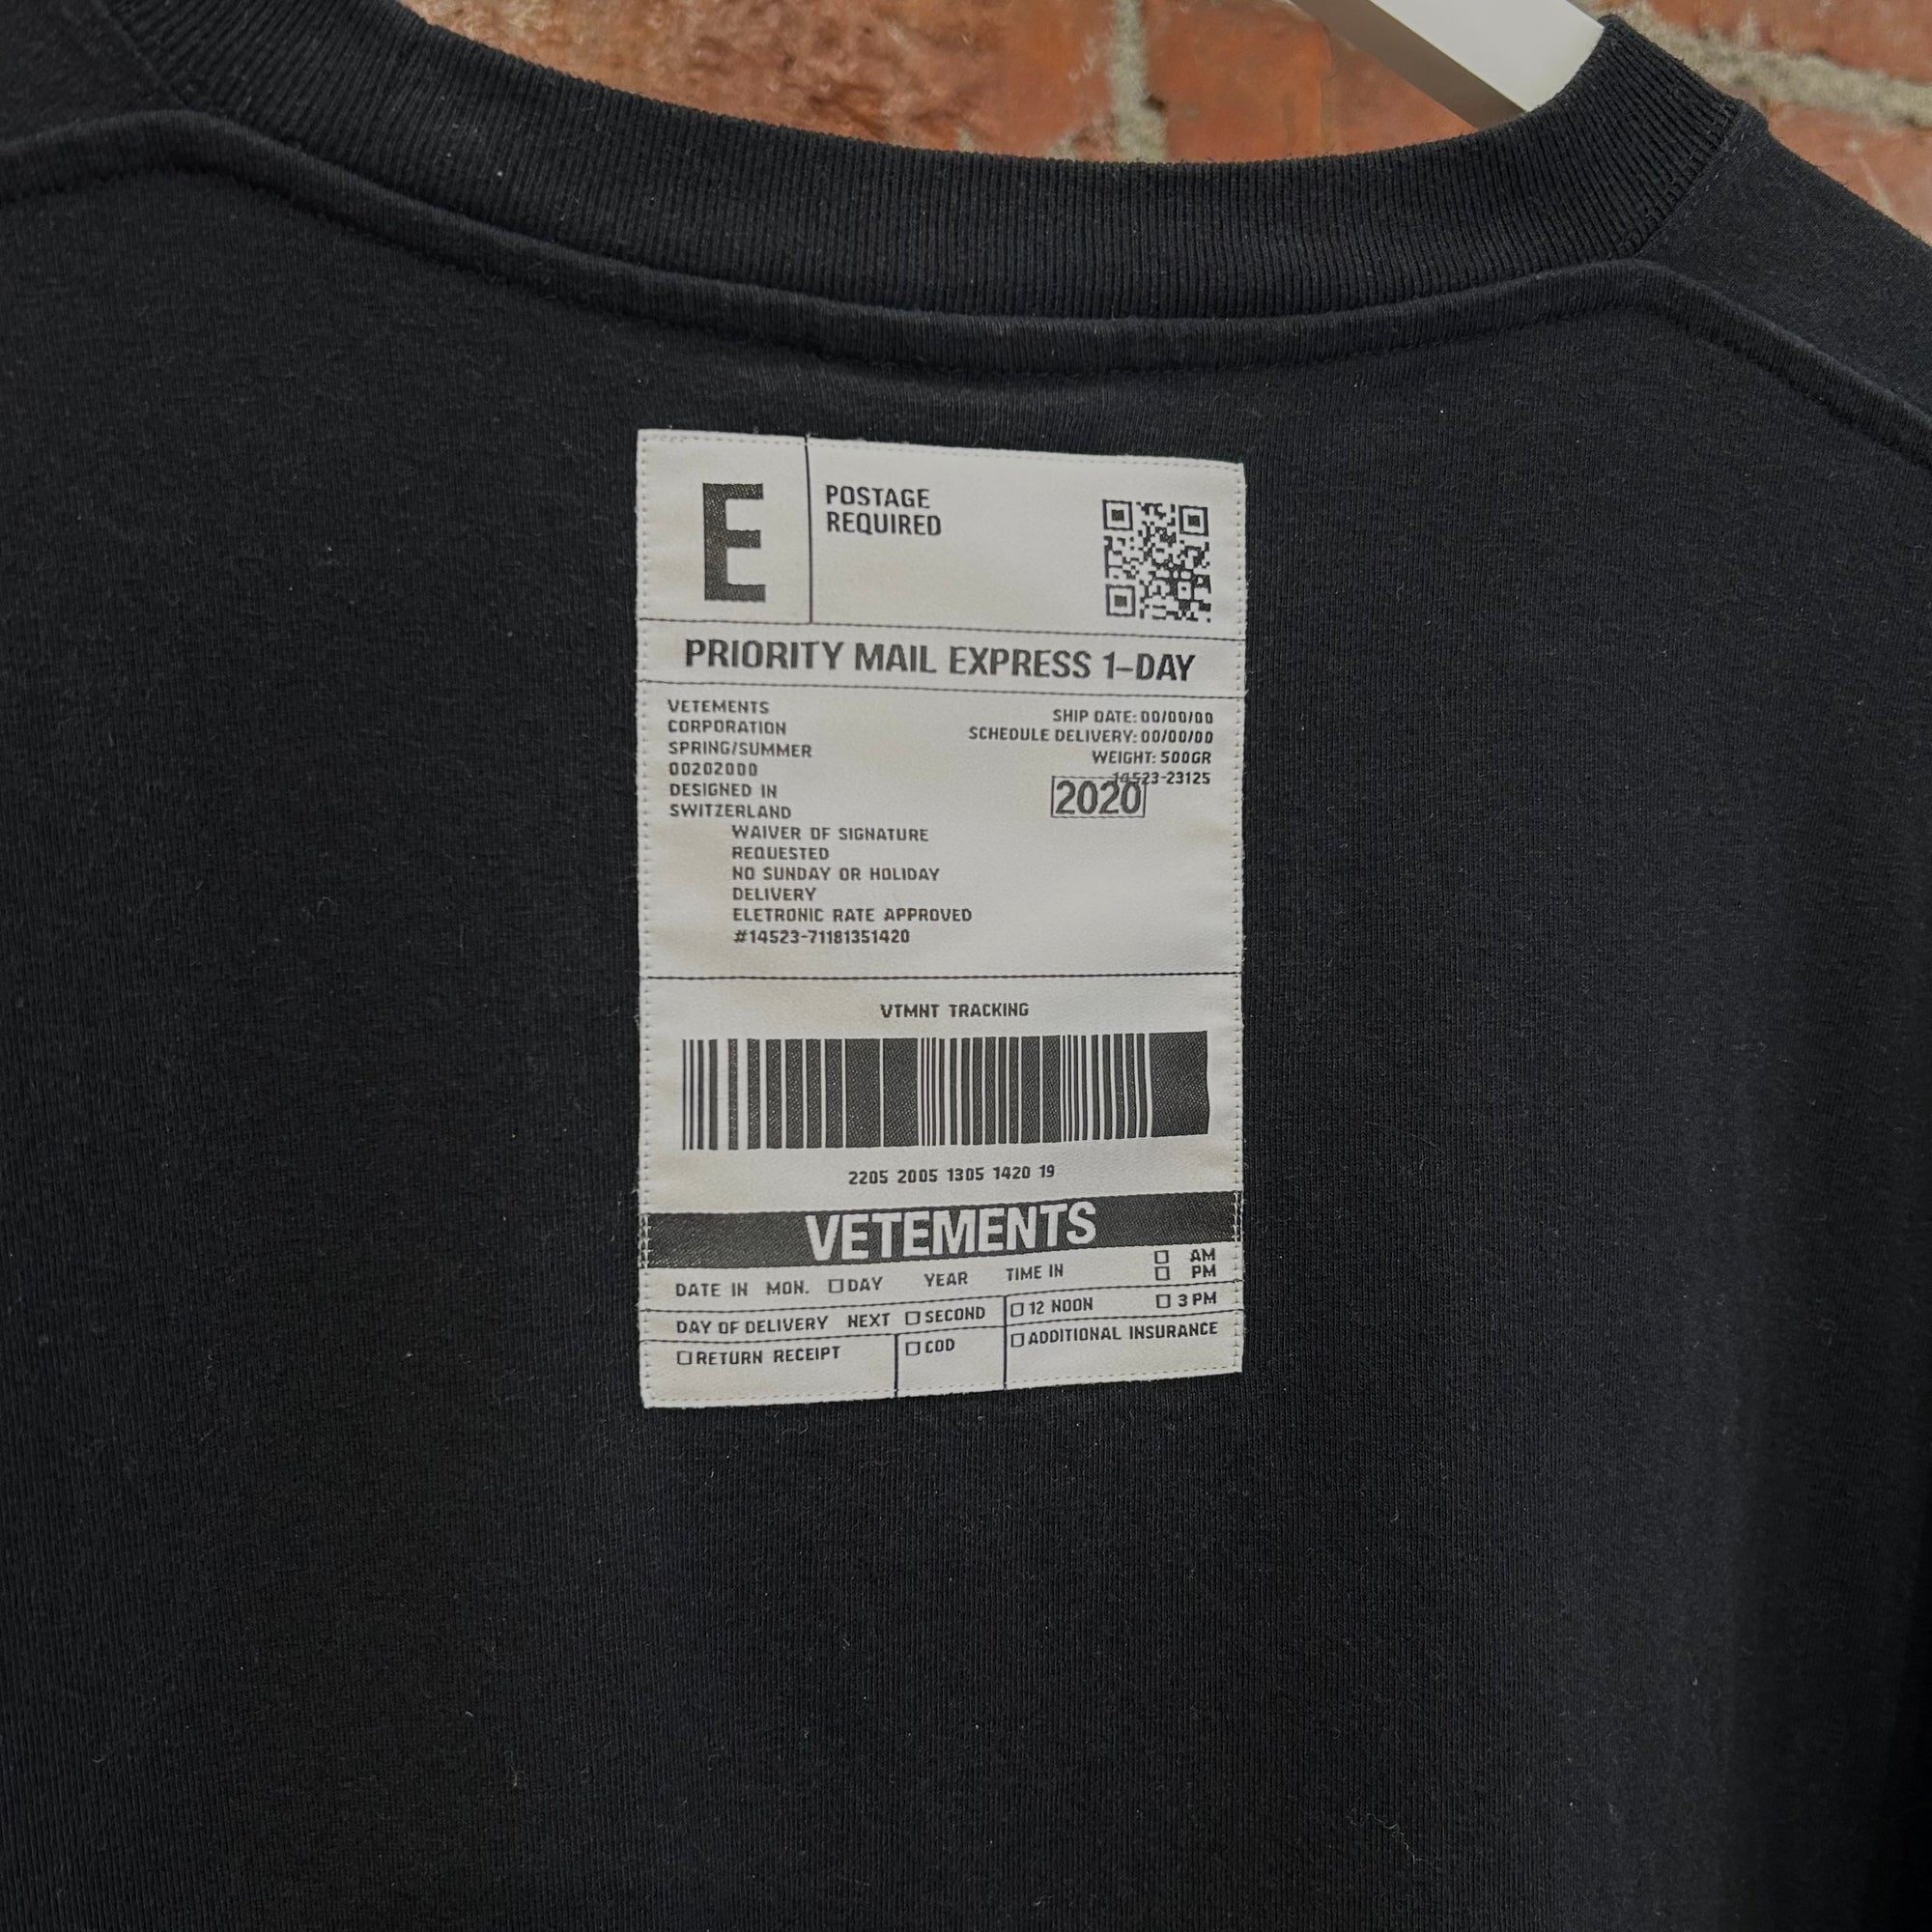 E
POSTAGE
REQUIRED
PRIORITY MAIL EXPRESS 1-DAY
VETEMENTS
CORPORATION
SPRING/SUMMER
00202000
DESIGNED IN
SWITZERLAND
SHIP DATE: 00/00/00
SCHEDULE DELIVERY: 00/00/00
WEIGHT: 500GR
14523-23125
2020
WAIVER OF SIGNATURE
REQUESTED
NO SUNDAY OR HOLIDAY
DELIVERY
ELETRONIC RATE APPROVED
#14523-71181351420
VTMNT TRACKING
2205 2005 1305 1420 19
VETEMENTS
DATE IN MON. DAY YEAR TIME IN AM
PM
DAY OF DELIVERY NEXT SECOND 12 NOON 3 PM
RETURN RECEIPT COD ADDITIONAL INSURANCE